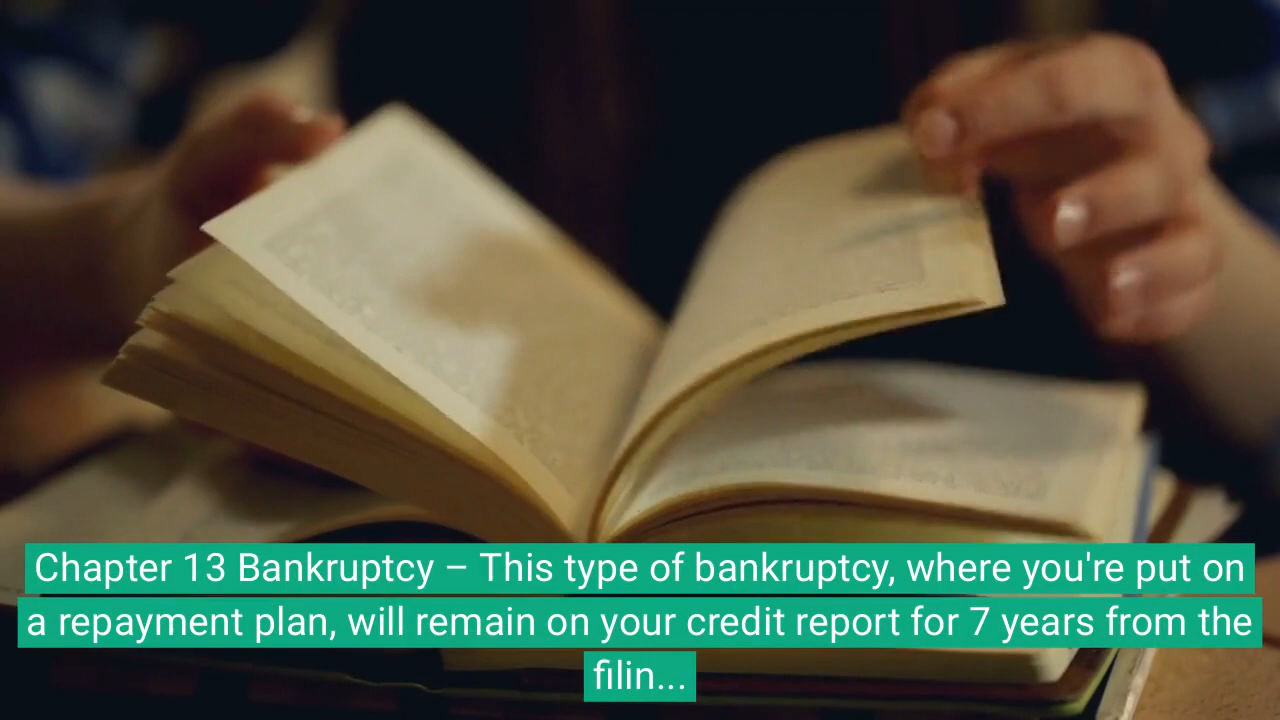 Chapter 13 Bankruptcy – This type of bankruptcy, where you're put on
a repayment plan, will remain on your credit report for 7 years from the
filin...